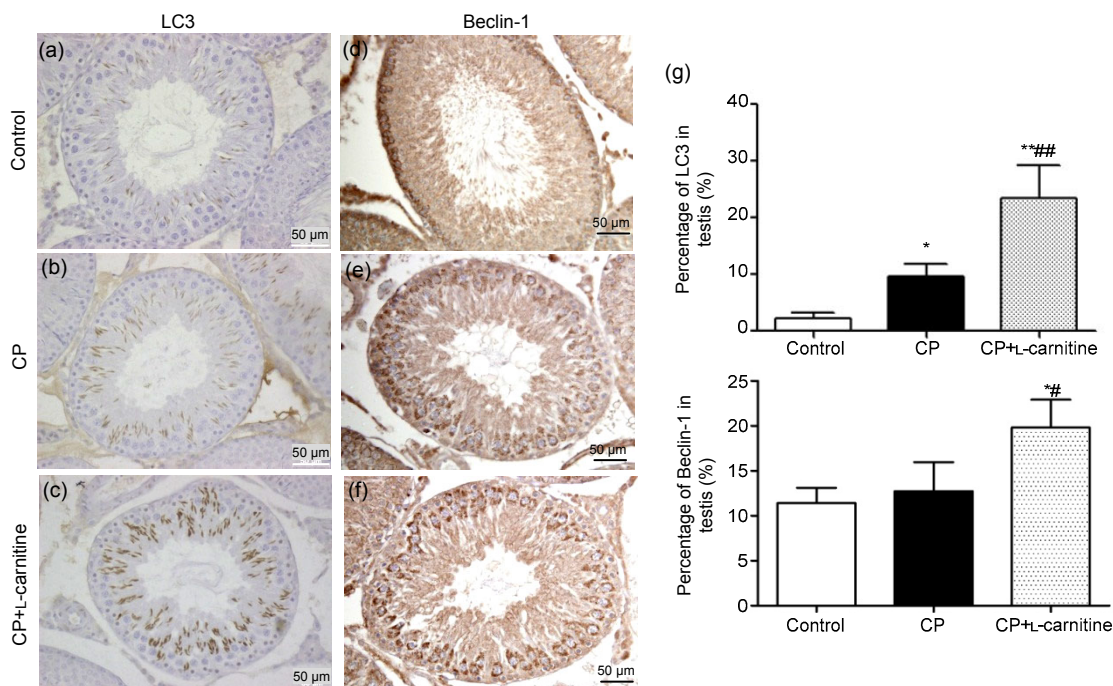 LC3
Beclin-1
Control
(a)
50 µm
(d)
50 µm
CP
(b)
50 µm
(e)
50 µm
CP+L-carnitine
(c)
50 µm
(f)
50 µm
(g)
Percentage of LC3 in
testis (%)
40
30
20
10
0
*
**##
Control CP CP+L-carnitine
Percentage of Beclin-1 in
testis (%)
25
20
15
10
5
0
*#
Control CP CP+L-carnitine